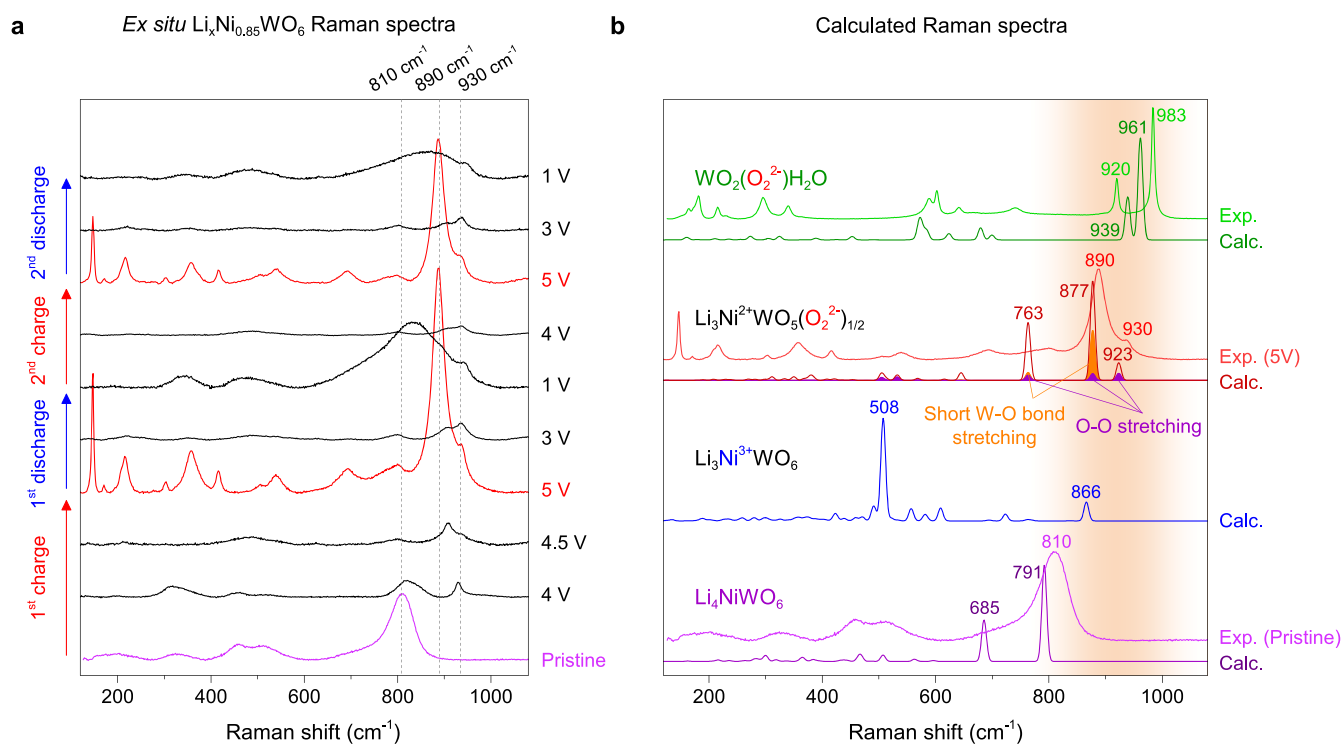 a
Ex situ LiₓNi₀.₈₅WO₆ Raman spectra
810 cm⁻¹
890 cm⁻¹
930 cm⁻¹
1 V
3 V
5 V
4 V
1 V
3 V
5 V
4.5 V
4 V
Pristine
2ⁿᵈ discharge
2ⁿᵈ charge
1ˢᵗ discharge
1ˢᵗ charge
200 400 600 800 1000
Raman shift (cm⁻¹)
b
Calculated Raman spectra
983
961
920
WO₂(O₂²⁻)H₂O
Exp.
939
Calc.
890
877
763
Li₃Ni²⁺WO₅(O₂²⁻)₁/₂
930
Exp. (5V)
923
Calc.
Short W-O bond
stretching
O-O stretching
508
Li₃Ni³⁺WO₆
866
Calc.
810
791
Li₄NiWO₆
685
Exp. (Pristine)
Calc.
200 400 600 800 1000
Raman shift (cm⁻¹)